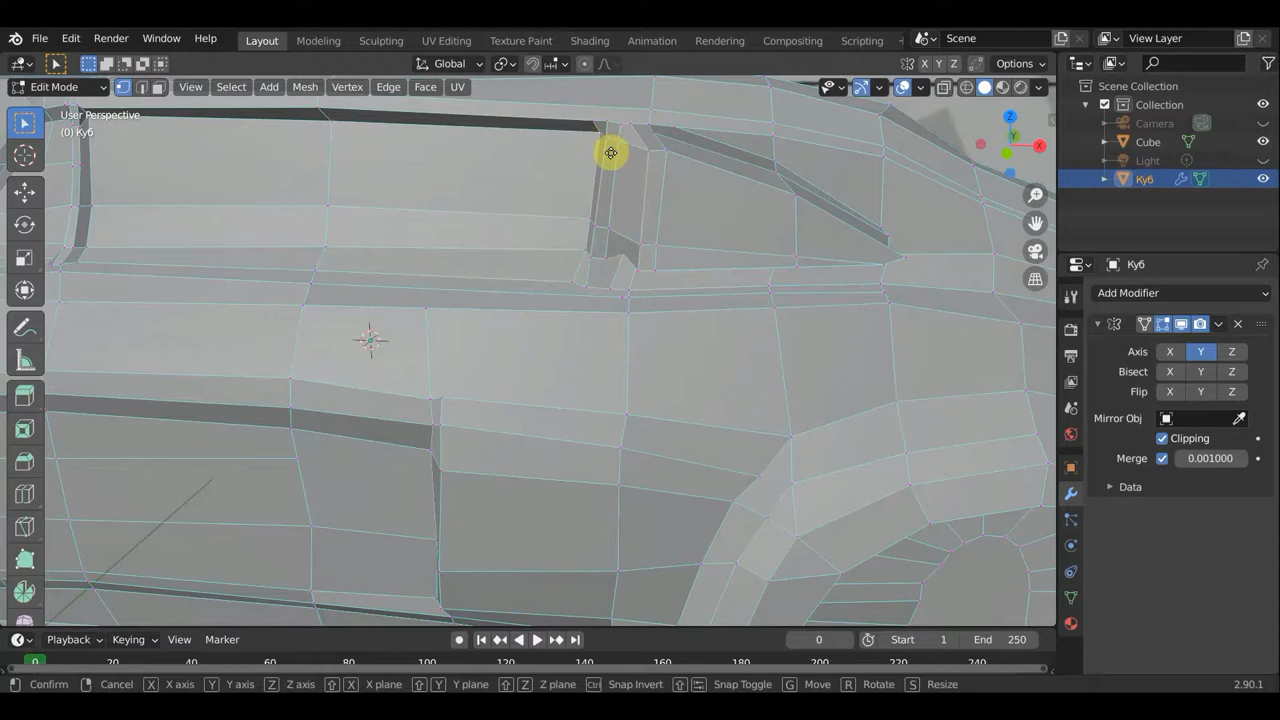 File Edit Render Window Help
Layout Modeling Sculpting UV Editing Texture Paint Shading Animation Rendering Compositing Scripting
Scene View Layer
Global Options
Edit Mode View Select Add Mesh Vertex Edge Face UV
User Perspective
(0) Куб
Z
Y
X
X Y Z
Scene Collection
Collection
Camera
Cube
Light
Куб
Куб
Add Modifier
Axis X Y Z
Bisect X Y Z
Flip X Y Z
Mirror Obj
Clipping
Merge 0.001000
Data
Playback Keying View Marker 0 Start 1 End 250
0 20 40 60 80 100 120 140 160 180 200 220 240
Confirm Cancel X X axis Y Y axis Z Z axis X X plane Y Y plane Z Z plane Ctrl Snap Invert Snap Toggle G Move R Rotate S Resize 2.90.1